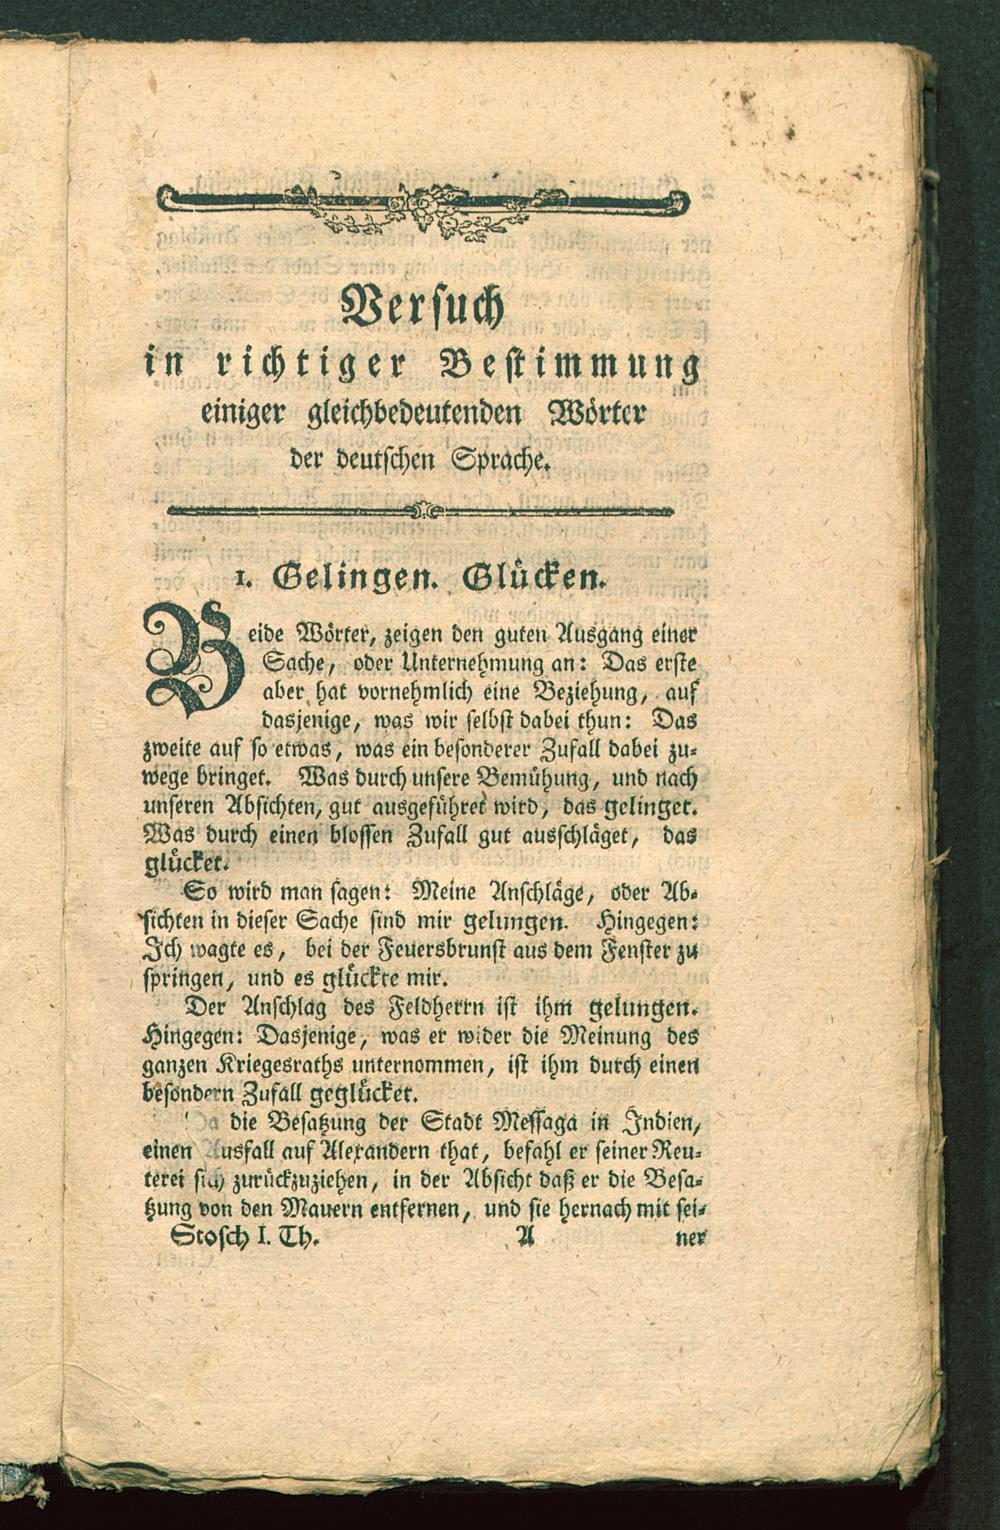 Versuch
in richtiger Bestimmung
einiger gleichbedeutenden Wörter
der deutschen Sprache.
1. Gelingen. Glücken.
Beide Wörter, zeigen den guten Ausgang einer
Sache, oder Unternehmung an: Das erste
aber hat vornehmlich eine Beziehung, auf
dasjenige, was wir selbst dabei thun: Das
zweite auf so etwas, was ein besonderer Zufall dabei zu-
wege bringet. Was durch unsere Bemühung, und nach
unseren Absichten, gut ausgeführet wird, das gelinget.
Was durch einen blossen Zufall gut ausschläget, das
glücket.
So wird man sagen: Meine Anschläge, oder Ab-
sichten in dieser Sache sind mir gelungen. Hingegen:
Ich wagte es, bei der Feuersbrunst aus dem Fenster zu
springen, und es glückte mir.
Der Anschlag des Feldherrn ist ihm gelungen.
Hingegen: Dasjenige, was er wider die Meinung des
ganzen Kriegesraths unternommen, ist ihm durch einen
besondern Zufall geglücket.
Da die Besatzung der Stadt Messaga in Indien,
einen Ausfall auf Alexandern that, befahl er seiner Reu-
terei sich zurückzuziehen, in der Absicht daß er die Besa-
tzung von den Mauern entfernen, und sie hernach mit sei-
Stosch I. Th. A ner